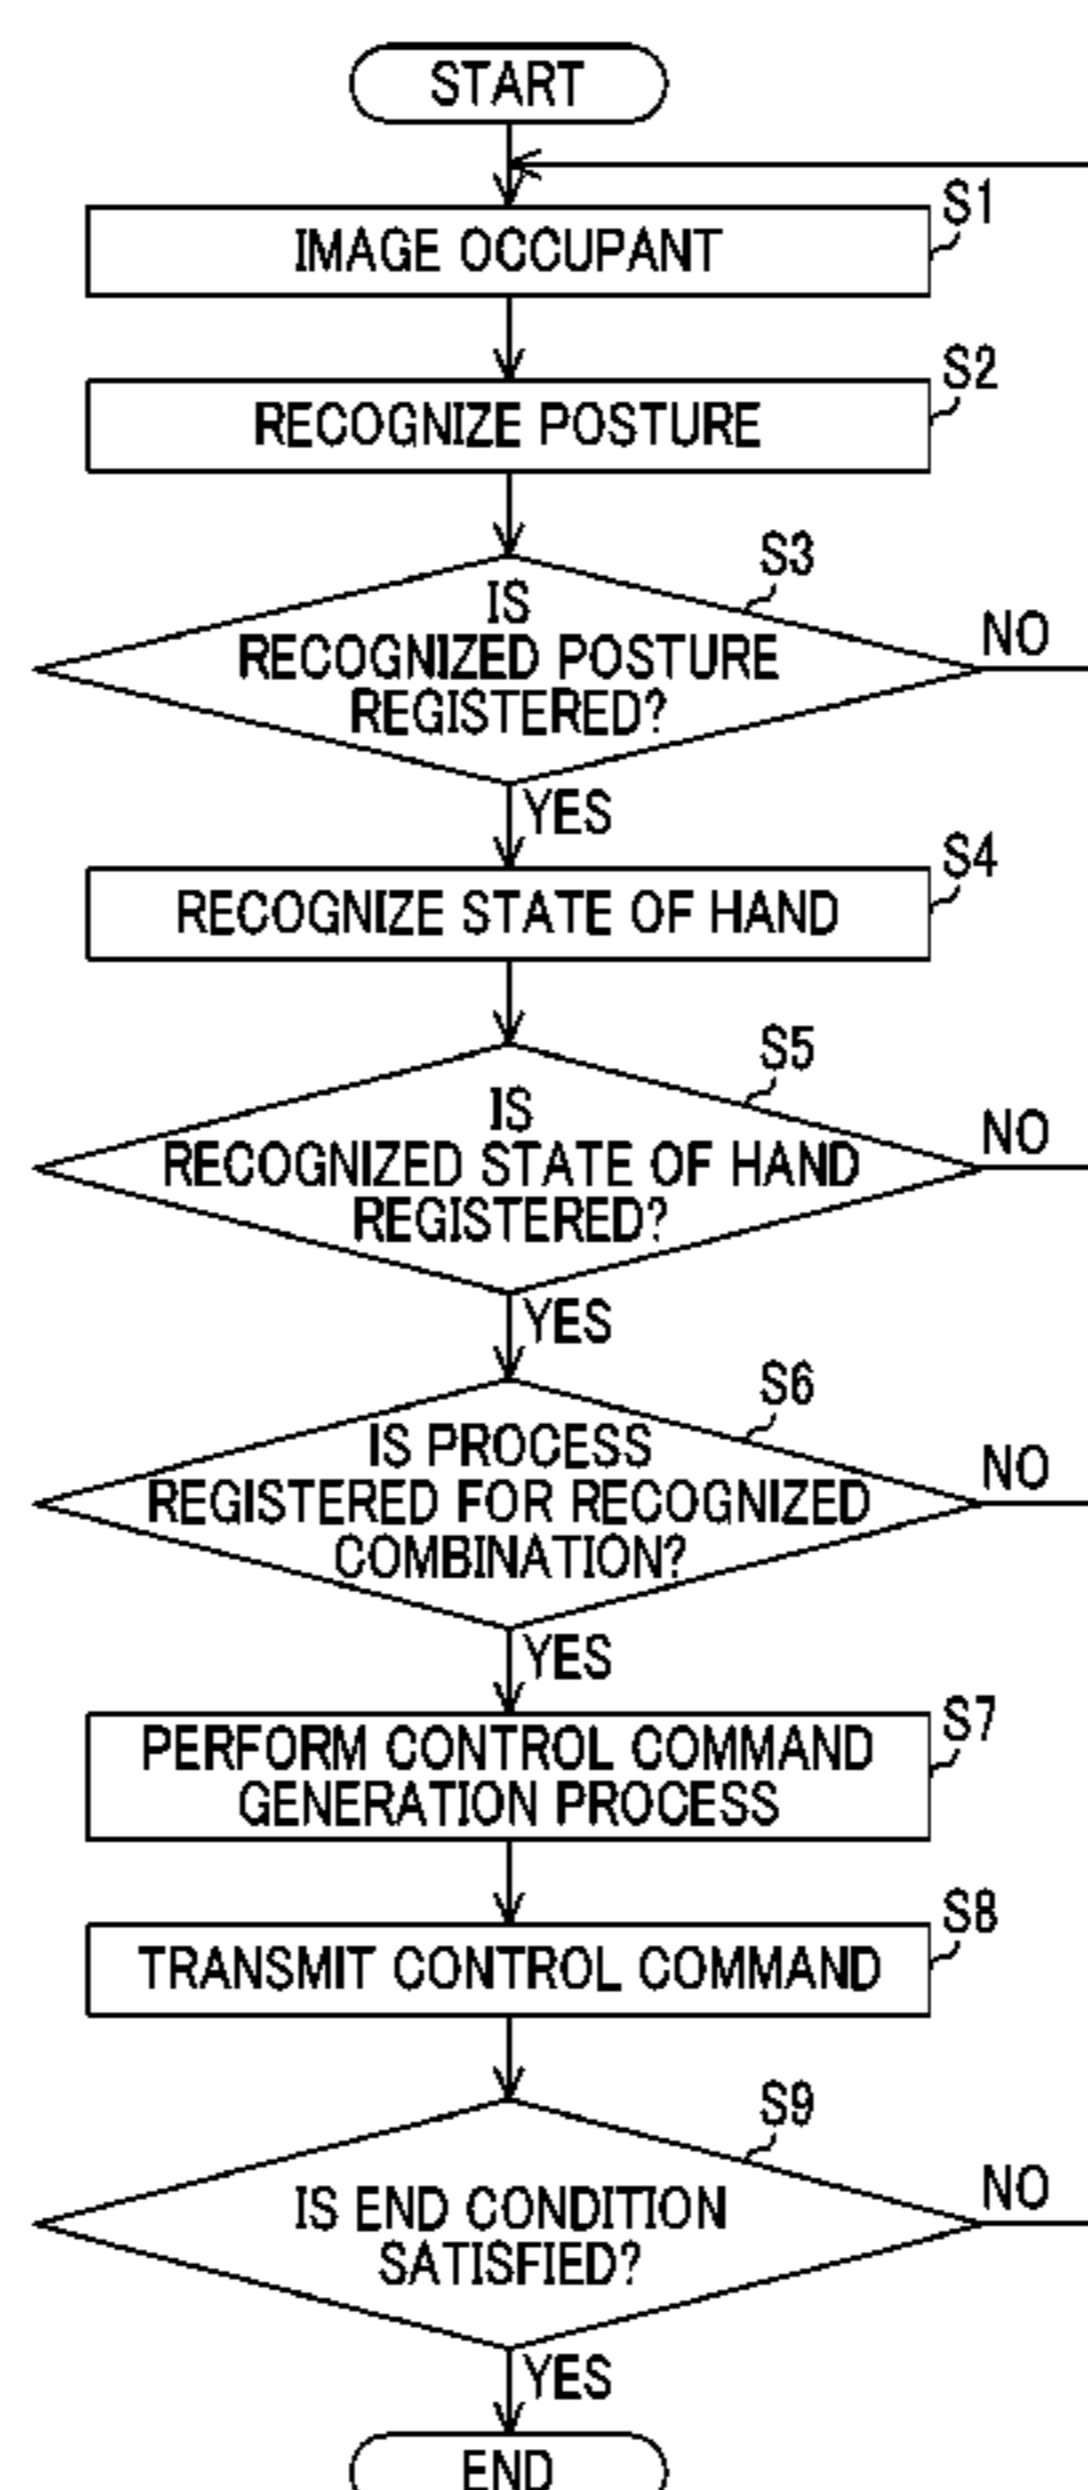 START
S1
IMAGE OCCUPANT
S2
RECOGNIZE POSTURE
S3
IS
RECOGNIZED POSTURE
REGISTERED?
NO
YES
S4
RECOGNIZE STATE OF HAND
S5
IS
RECOGNIZED STATE OF HAND
REGISTERED?
NO
YES
S6
IS PROCESS
REGISTERED FOR RECOGNIZED
COMBINATION?
NO
YES
S7
PERFORM CONTROL COMMAND
GENERATION PROCESS
S8
TRANSMIT CONTROL COMMAND
S9
IS END CONDITION
SATISFIED?
NO
YES
END